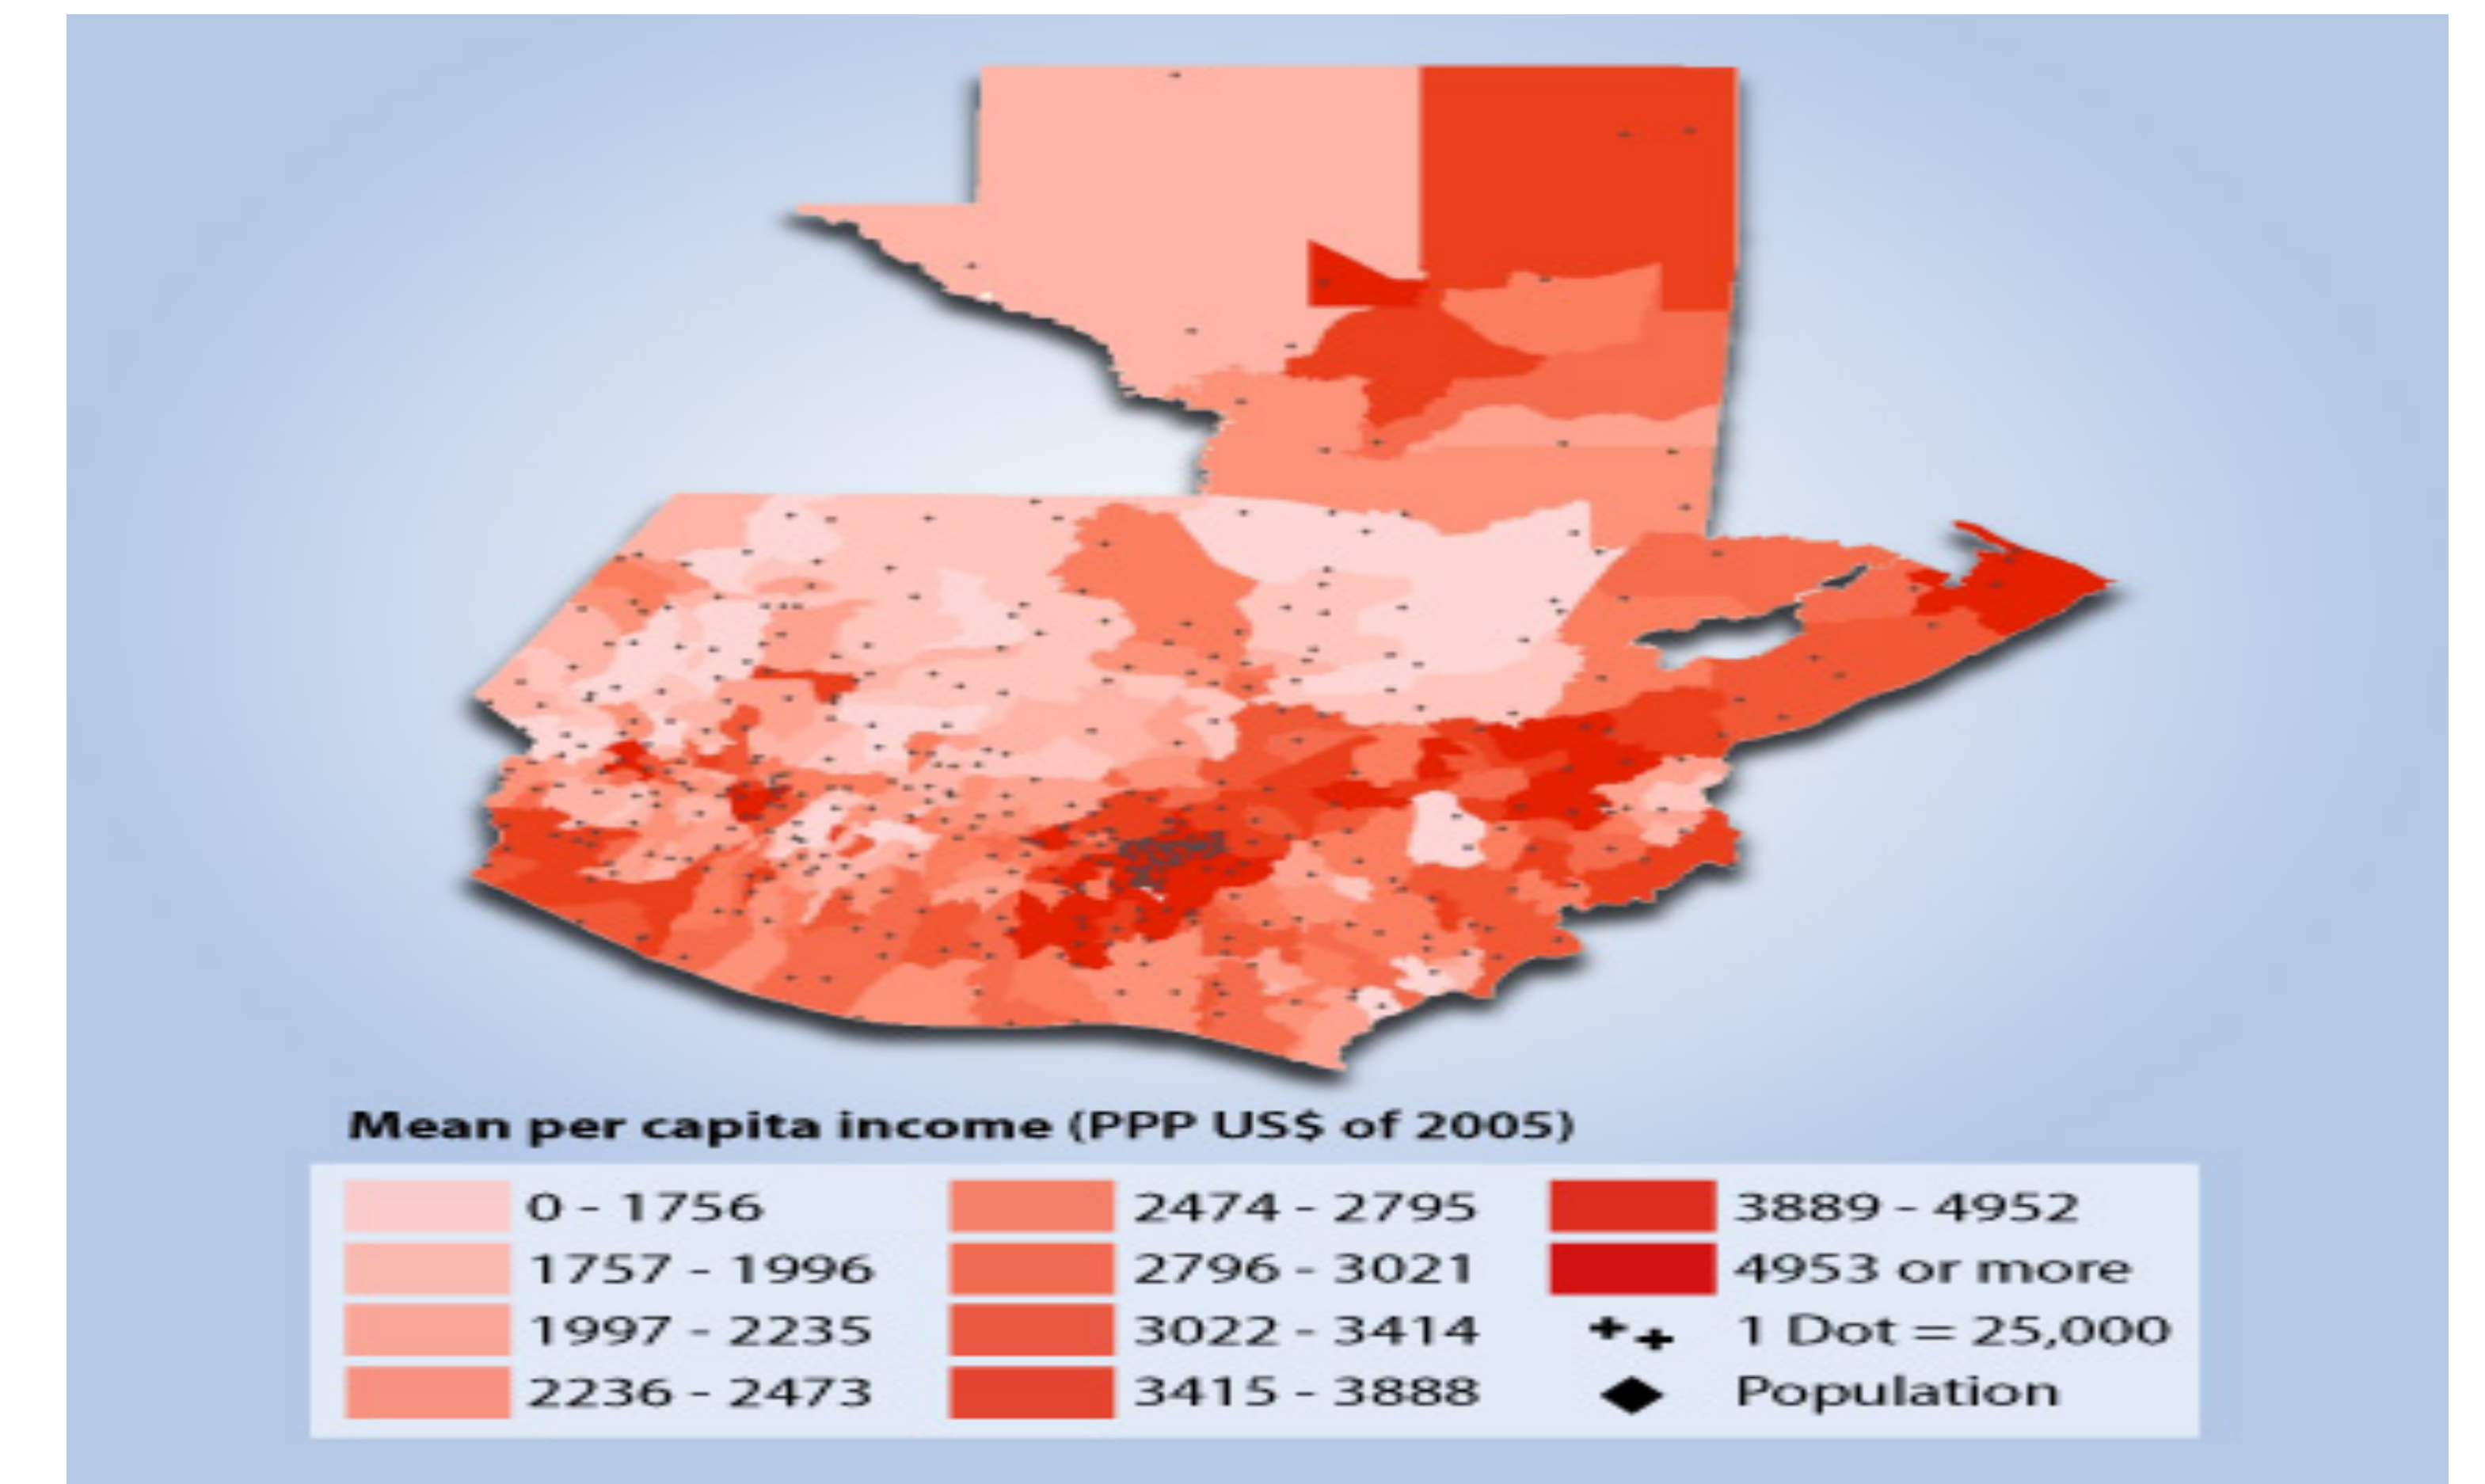 Mean per capita income (PPP US$ of 2005)
0 - 1756
1757 - 1996
1997 - 2235
2236 - 2473
2474 - 2795
2796 - 3021
3022 - 3414
3415 - 3888
3889 - 4952
4953 or more
1 Dot = 25,000
Population